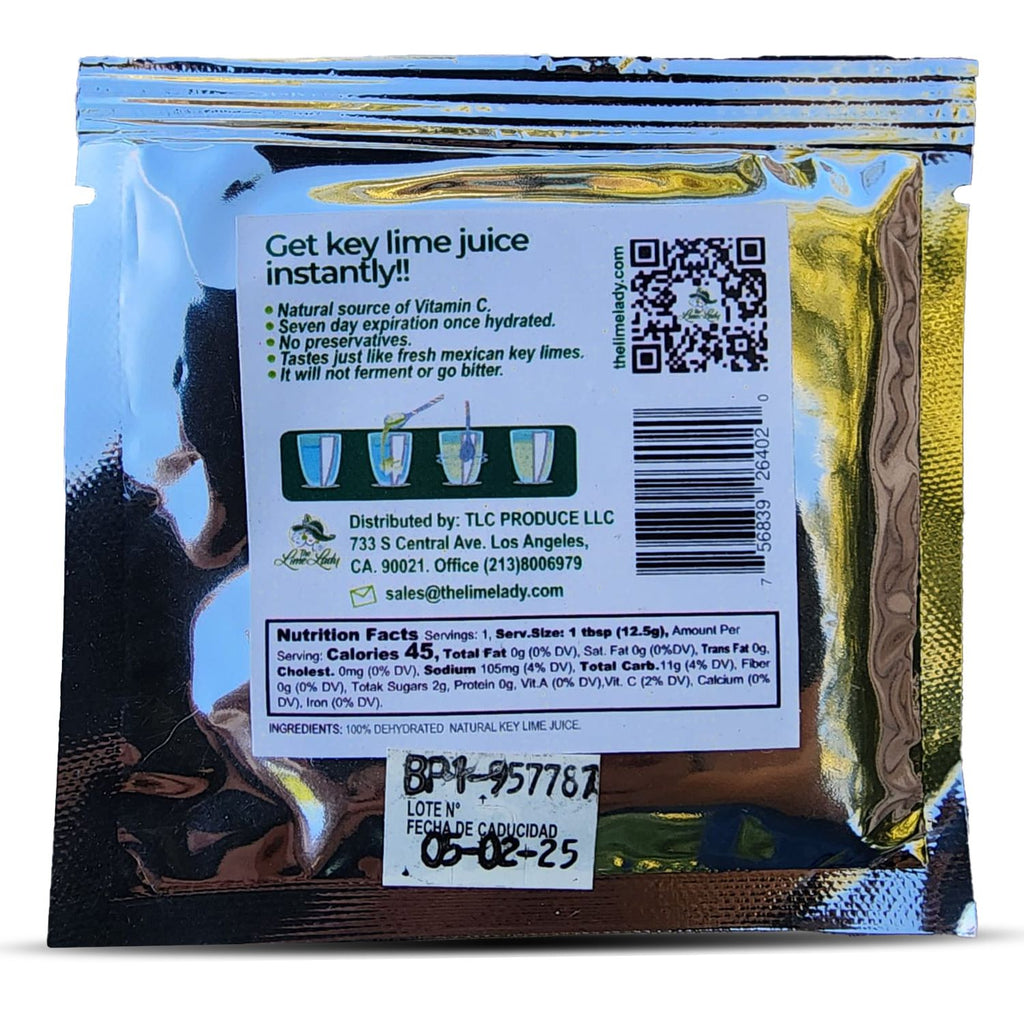 Get key lime juice
instantly!!
• Natural source of Vitamin C.
• Seven day expiration once hydrated.
• No preservatives.
• Tastes just like fresh mexican key limes.
• It will not ferment or go bitter.
thelimelady.com
The
Lime Lady
7 56839 26402 0
The
Lime Lady
Distributed by: TLC PRODUCE LLC
733 S Central Ave. Los Angeles,
CA. 90021. Office (213)8006979
sales@thelimelady.com
Nutrition Facts Servings: 1, Serv.Size: 1 tbsp (12.5g), Amount Per
Serving: Calories 45, Total Fat 0g (0% DV), Sat. Fat 0g (0%DV), Trans Fat 0g,
Cholest. 0mg (0% DV), Sodium 105mg (4% DV), Total Carb.11g (4% DV), Fiber
0g (0% DV), Totak Sugars 2g, Protein 0g, Vit.A (0% DV),Vit. C (2% DV), Calcium (0%
DV), Iron (0% DV).
INGREDIENTS: 100% DEHYDRATED NATURAL KEY LIME JUICE.
BP1-957787
LOTE N°
FECHA DE CADUCIDAD
05-02-25